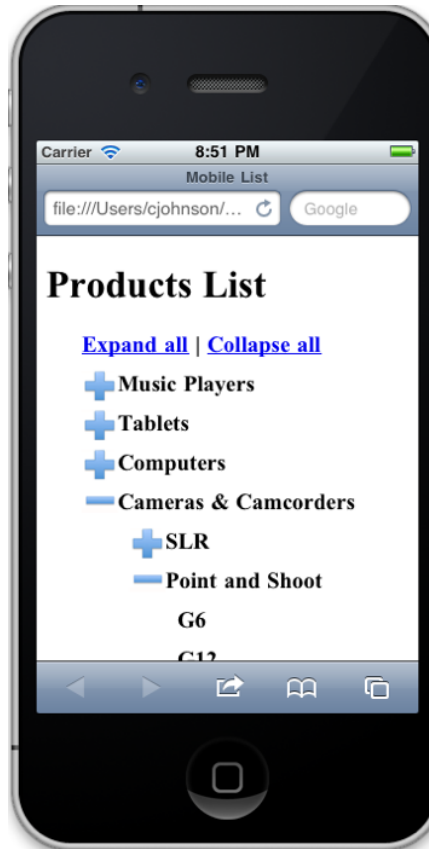 Carrier 8:51 PM
Mobile List
file:///Users/cjohnson/... Google
Products List
Expand all | Collapse all
Music Players
Tablets
Computers
Cameras & Camcorders
SLR
Point and Shoot
G6
G12